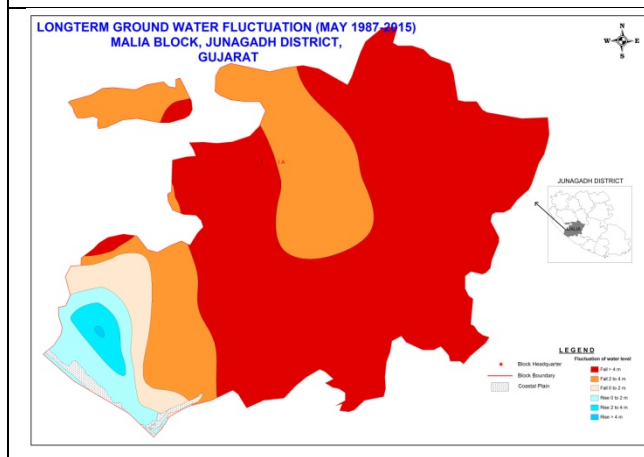 LONGTERM GROUND WATER FLUCTUATION (MAY 1987-2015)
MALIA BLOCK, JUNAGADH DISTRICT,
GUJARAT
N
W E
S
JUNAGADH DISTRICT
MALIA
LEGEND
Fluctuation of water level
Fall > 4 m
Fall 2 to 4 m
Fall 0 to 2 m
Rise 0 to 2 m
Rise 2 to 4 m
Rise > 4 m
Block Headquarter
Block Boundary
Coastal Plain